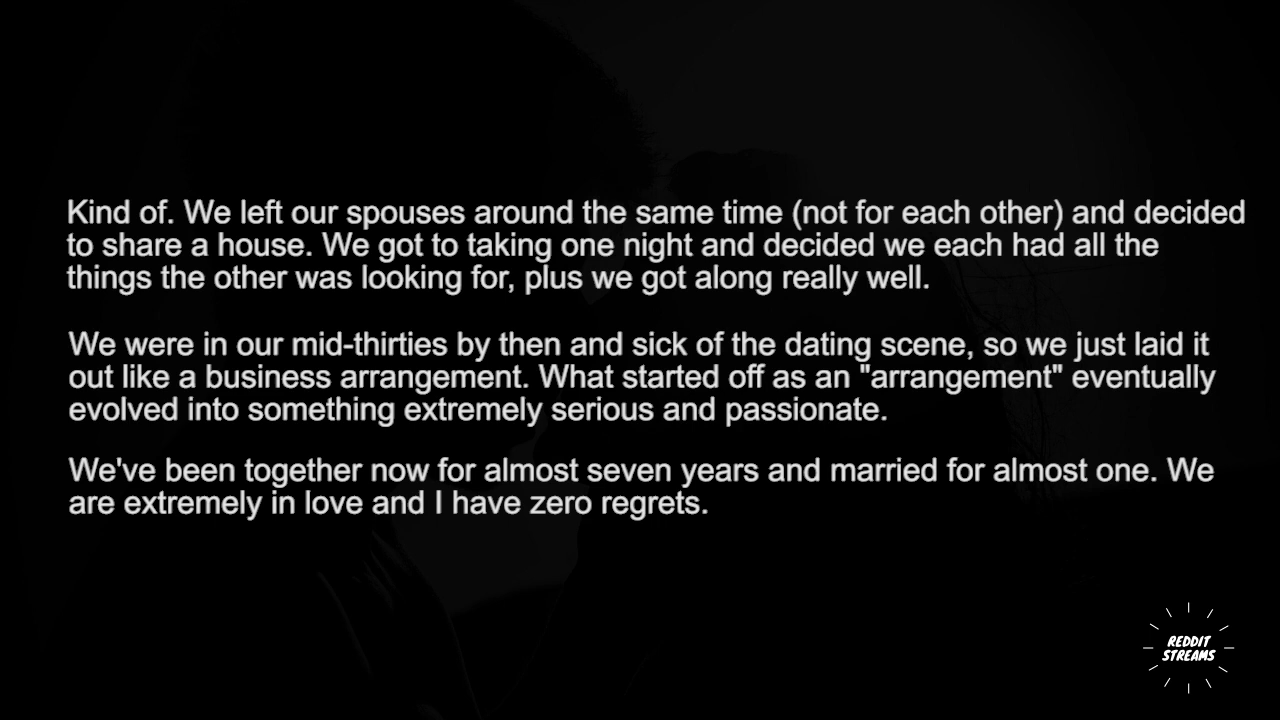 Kind of. We left our spouses around the same time (not for each other) and decided
to share a house. We got to taking one night and decided we each had all the
things the other was looking for, plus we got along really well.
We were in our mid-thirties by then and sick of the dating scene, so we just laid it
out like a business arrangement. What started off as an "arrangement" eventually
evolved into something extremely serious and passionate.
We've been together now for almost seven years and married for almost one. We
are extremely in love and I have zero regrets.
REDDIT
STREAMS